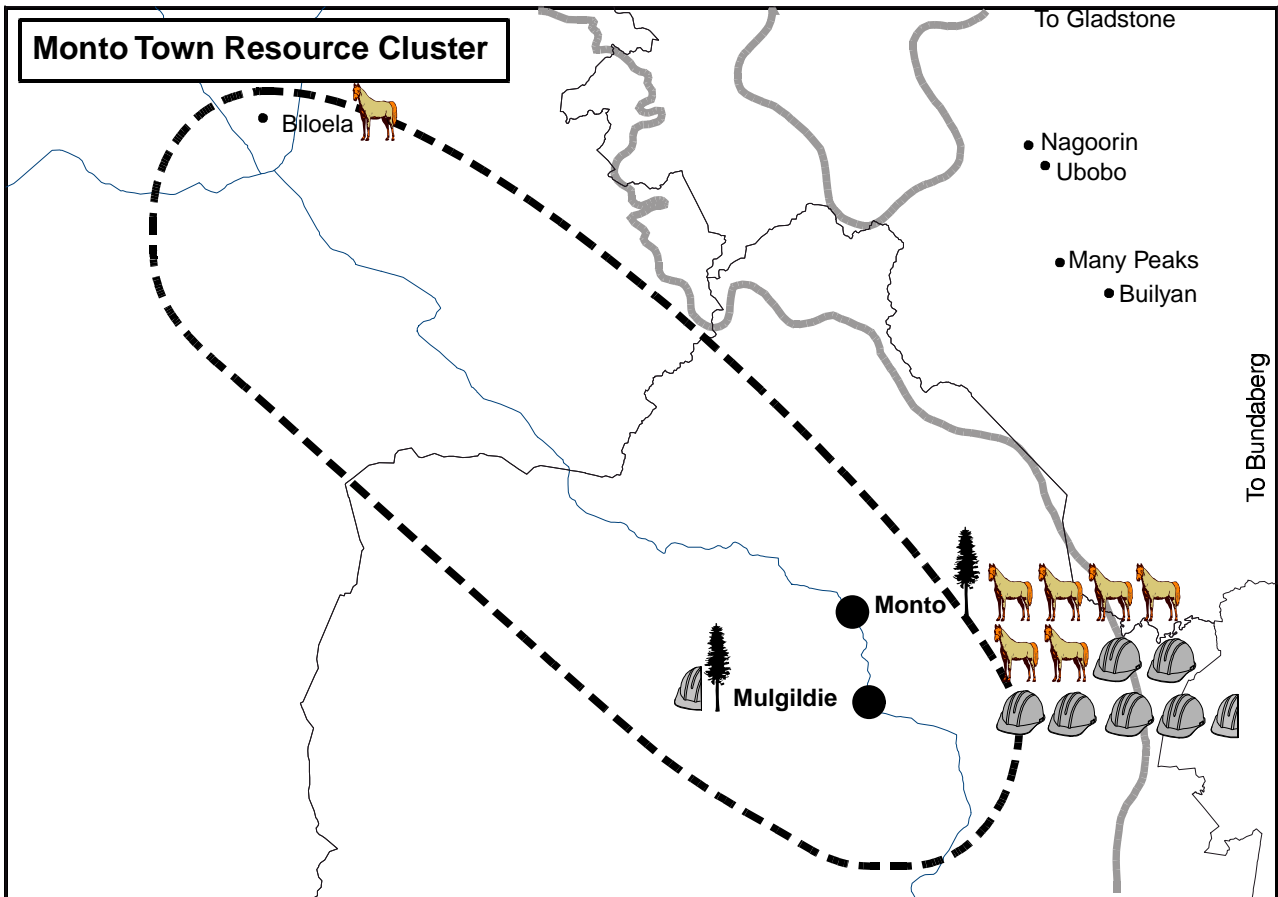 Monto Town Resource Cluster
To Gladstone
Biloela
Nagoorin
Ubobo
Many Peaks
Builyan
To Bundaberg
Monto
Mulgildie